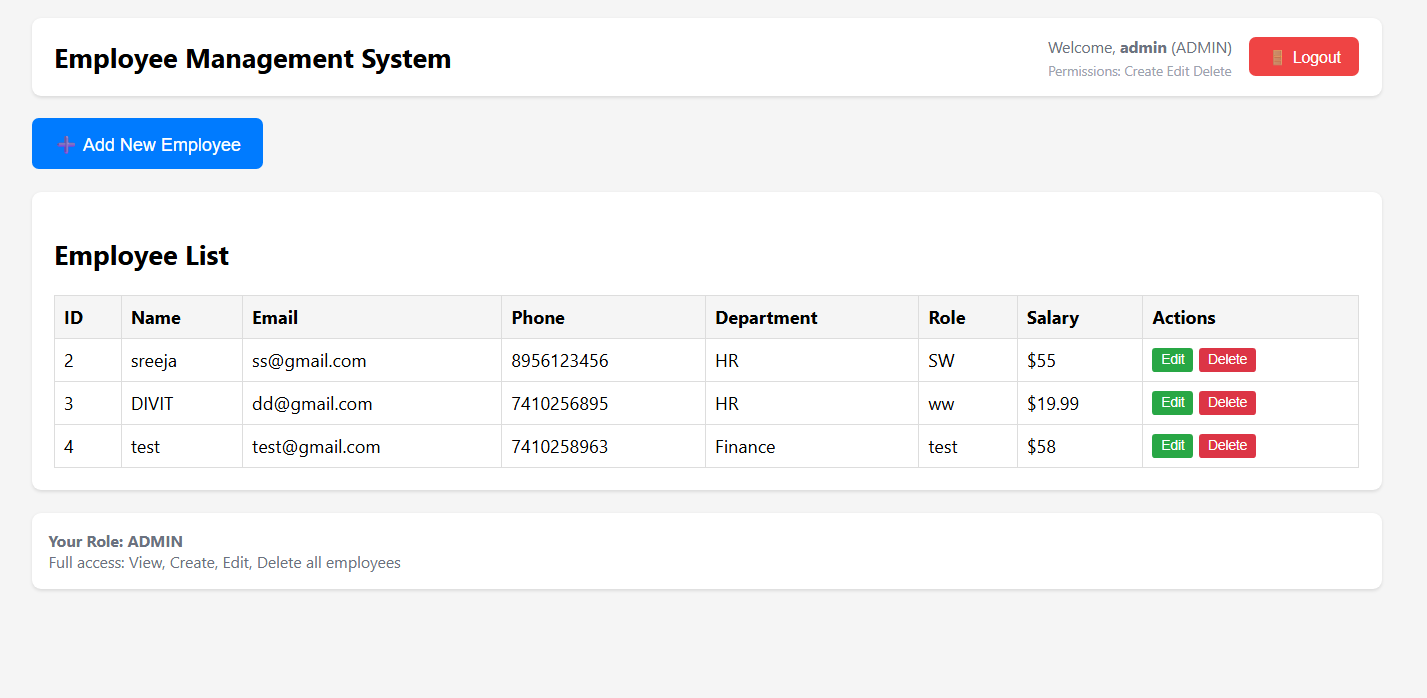 Employee Management System
Welcome, admin (ADMIN)
Permissions: Create Edit Delete
Logout
Add New Employee
Employee List
ID Name Email Phone Department Role Salary Actions
2 sreeja ss@gmail.com 8956123456 HR SW $55 Edit Delete
3 DIVIT dd@gmail.com 7410256895 HR ww $19.99 Edit Delete
4 test test@gmail.com 7410258963 Finance test $58 Edit Delete
Your Role: ADMIN
Full access: View, Create, Edit, Delete all employees